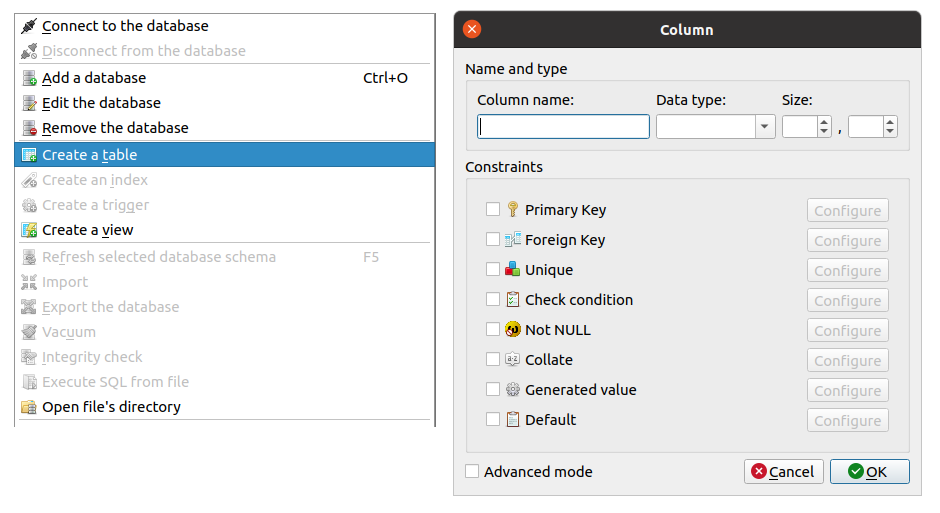 Connect to the database
Disconnect from the database
Add a database Ctrl+O
Edit the database
Remove the database
Create a table
Create an index
Create a trigger
Create a view
Refresh selected database schema F5
Import
Export the database
Vacuum
Integrity check
Execute SQL from file
Open file's directory
Column
Name and type
Column name: Data type: Size:
,
Constraints
Primary Key Configure
Foreign Key Configure
Unique Configure
Check condition Configure
Not NULL Configure
Collate Configure
Generated value Configure
Default Configure
Advanced mode Cancel OK